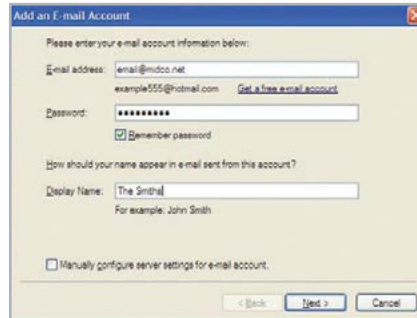 Add an E-mail Account
Please enter your e-mail account information below:
E-mail address: email@midco.net
example555@hotmail.com Get a free e-mail account
Password: •••••••••
Remember password
How should your name appear in e-mail sent from this account?
Display Name: The Smiths
For example: John Smith
Manually configure server settings for e-mail account.
< Back Next > Cancel